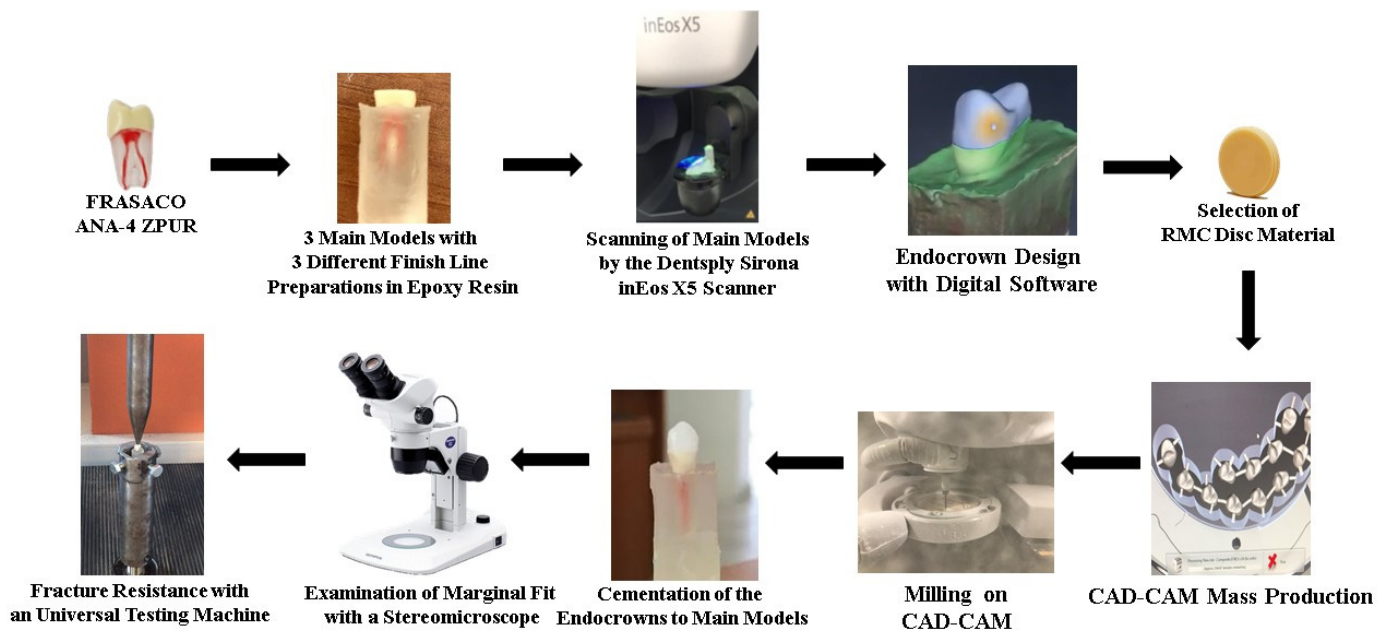 inEos X5
FRASACO
ANA-4 ZPUR
3 Main Models with
3 Different Finish Line
Preparations in Epoxy Resin
Scanning of Main Models
by the Dentsply Sirona
inEos X5 Scanner
Endocrown Design
with Digital Software
Selection of
RMC Disc Material
Fracture Resistance with
an Universal Testing Machine
Examination of Marginal Fit
with a Stereomicroscope
Cementation of the
Endocrowns to Main Models
Milling on
CAD-CAM
CAD-CAM Mass Production